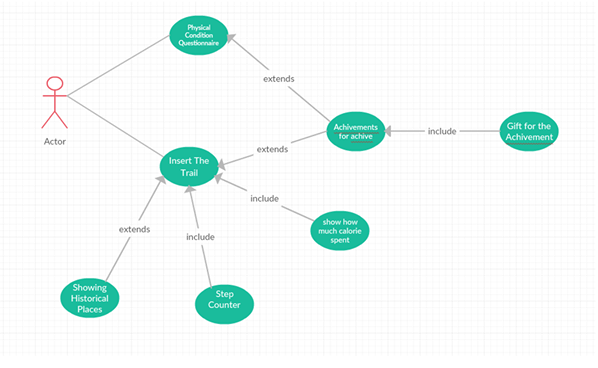 Physical
Condition
Questionnaire
extends
Achivements
for achive
include
Gift for the
Achivement
Actor
extends
Insert The
Trail
include
show how
much calorie
spent
extends
include
Showing
Historical
Places
Step
Counter